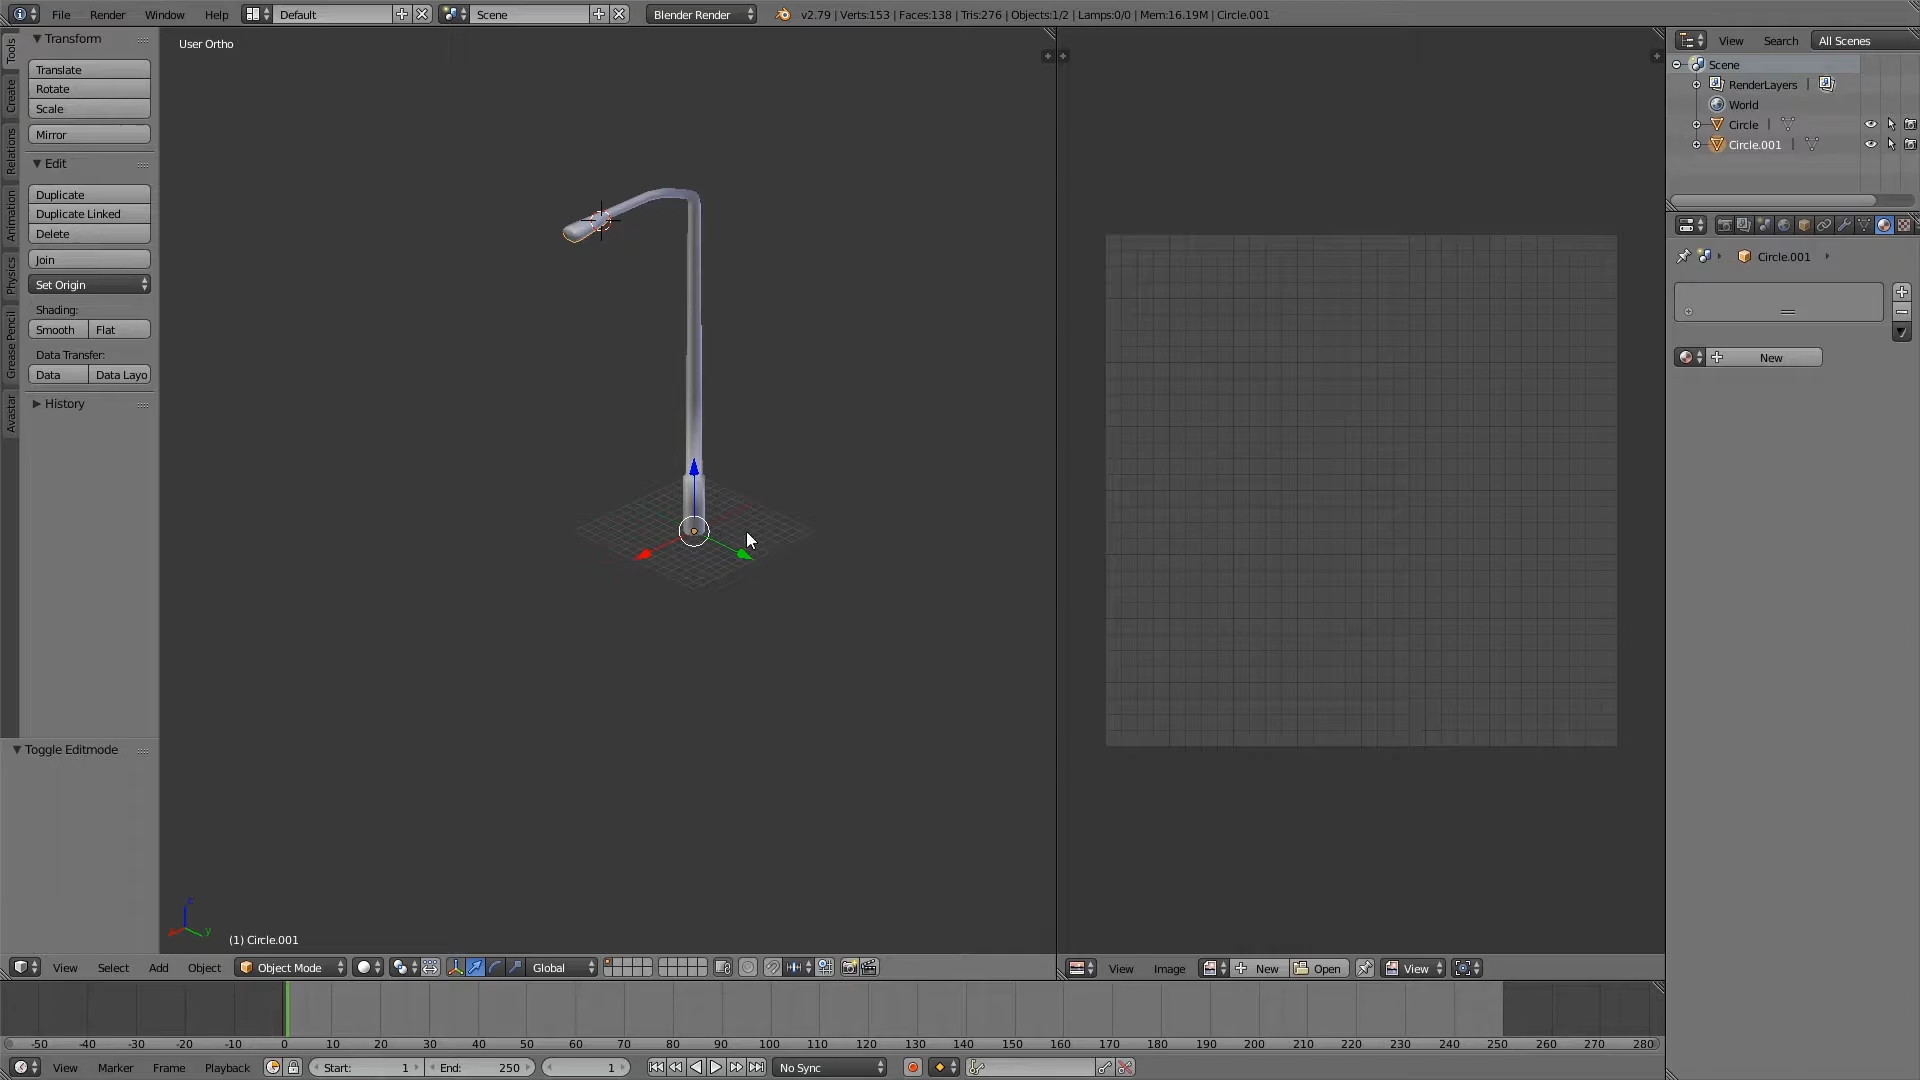 File Render Window Help Default Scene Blender Render v2.79 | Verts:153 | Faces:138 | Tris:276 | Objects:1/2 | Lamps:0/0 | Mem:16.19M | Circle.001
Tools
Create
Relations
Animation
Physics
Grease Pencil
Avastar
Transform
Translate
Rotate
Scale
Mirror
Edit
Duplicate
Duplicate Linked
Delete
Join
Set Origin
Shading:
Smooth Flat
Data Transfer:
Data Data Layo
History
Toggle Editmode
User Ortho
z
x
y
(1) Circle.001
View Select Add Object Object Mode Global
View Image New Open View
View Search All Scenes
Scene
RenderLayers |
World
Circle |
Circle.001 |
Circle.001
New
-50 -40 -30 -20 -10 0 10 20 30 40 50 60 70 80 90 100 110 120 130 140 150 160 170 180 190 200 210 220 230 240 250 260 270 280
View Marker Frame Playback Start: 1 End: 250 1 No Sync